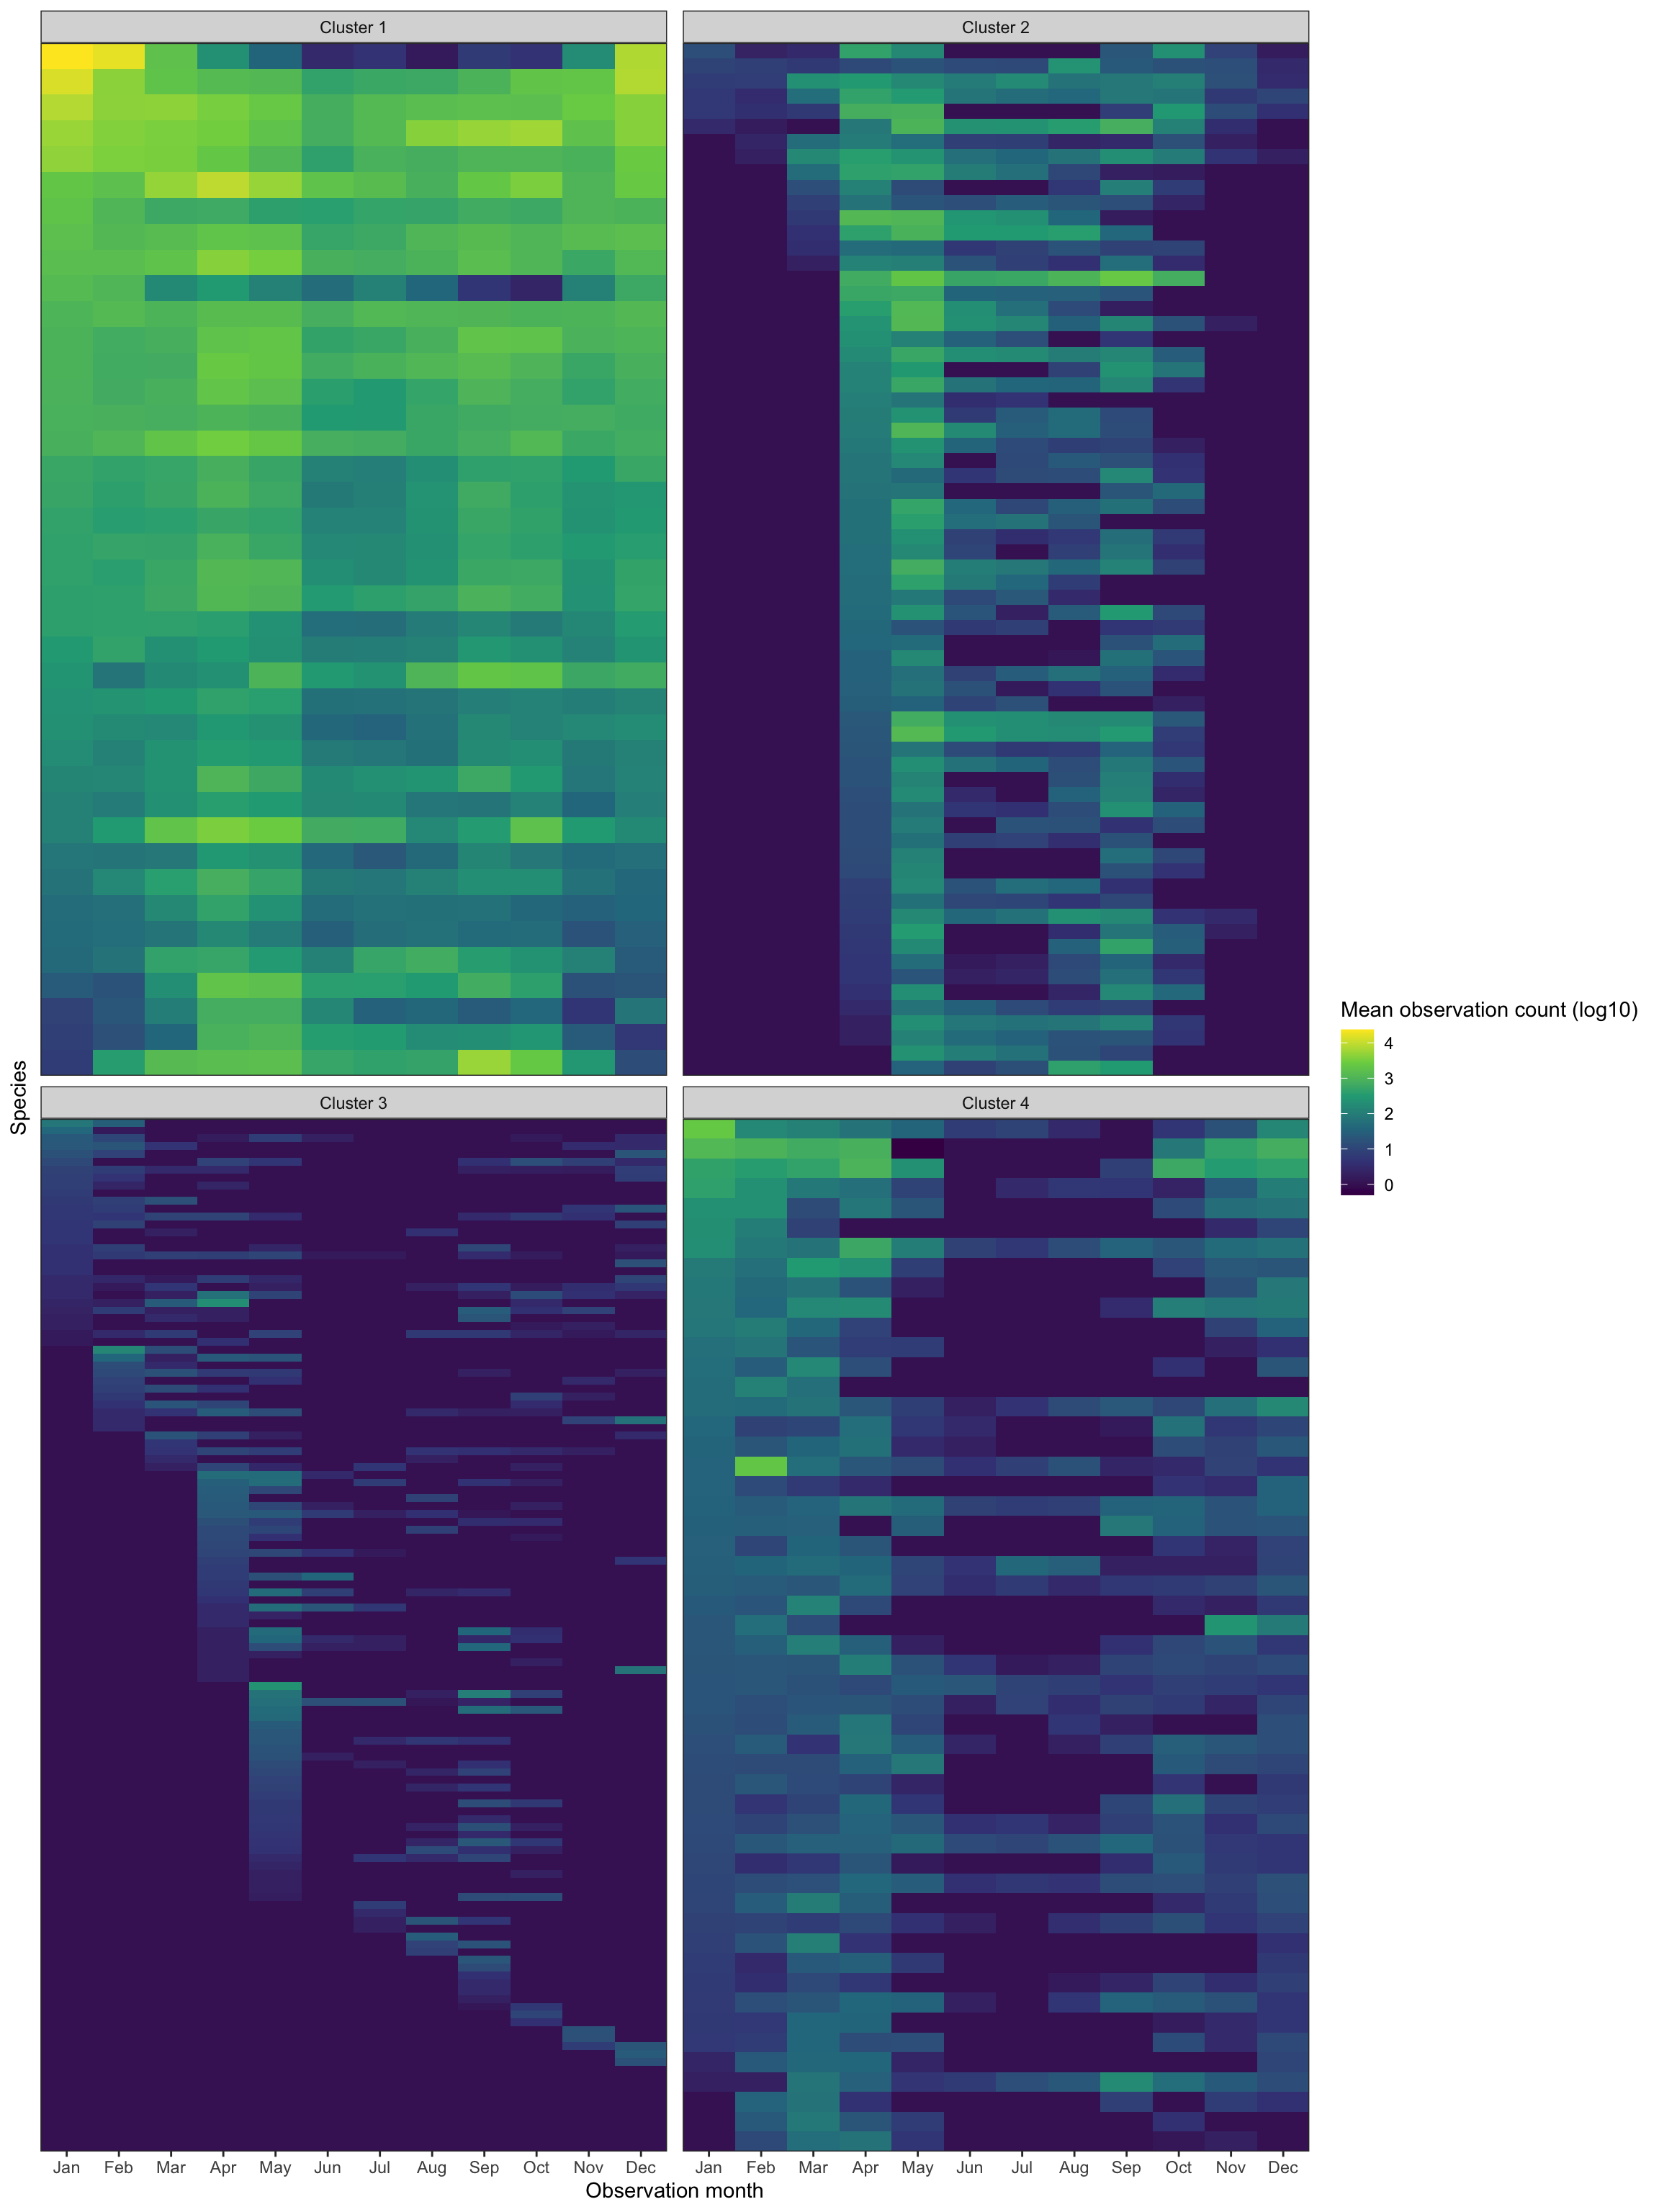 Cluster 1
Cluster 2
Species
Cluster 3
Cluster 4
Mean observation count (log10)
4
3
2
1
0
Jan Feb Mar Apr May Jun Jul Aug Sep Oct Nov Dec
Jan Feb Mar Apr May Jun Jul Aug Sep Oct Nov Dec
Observation month